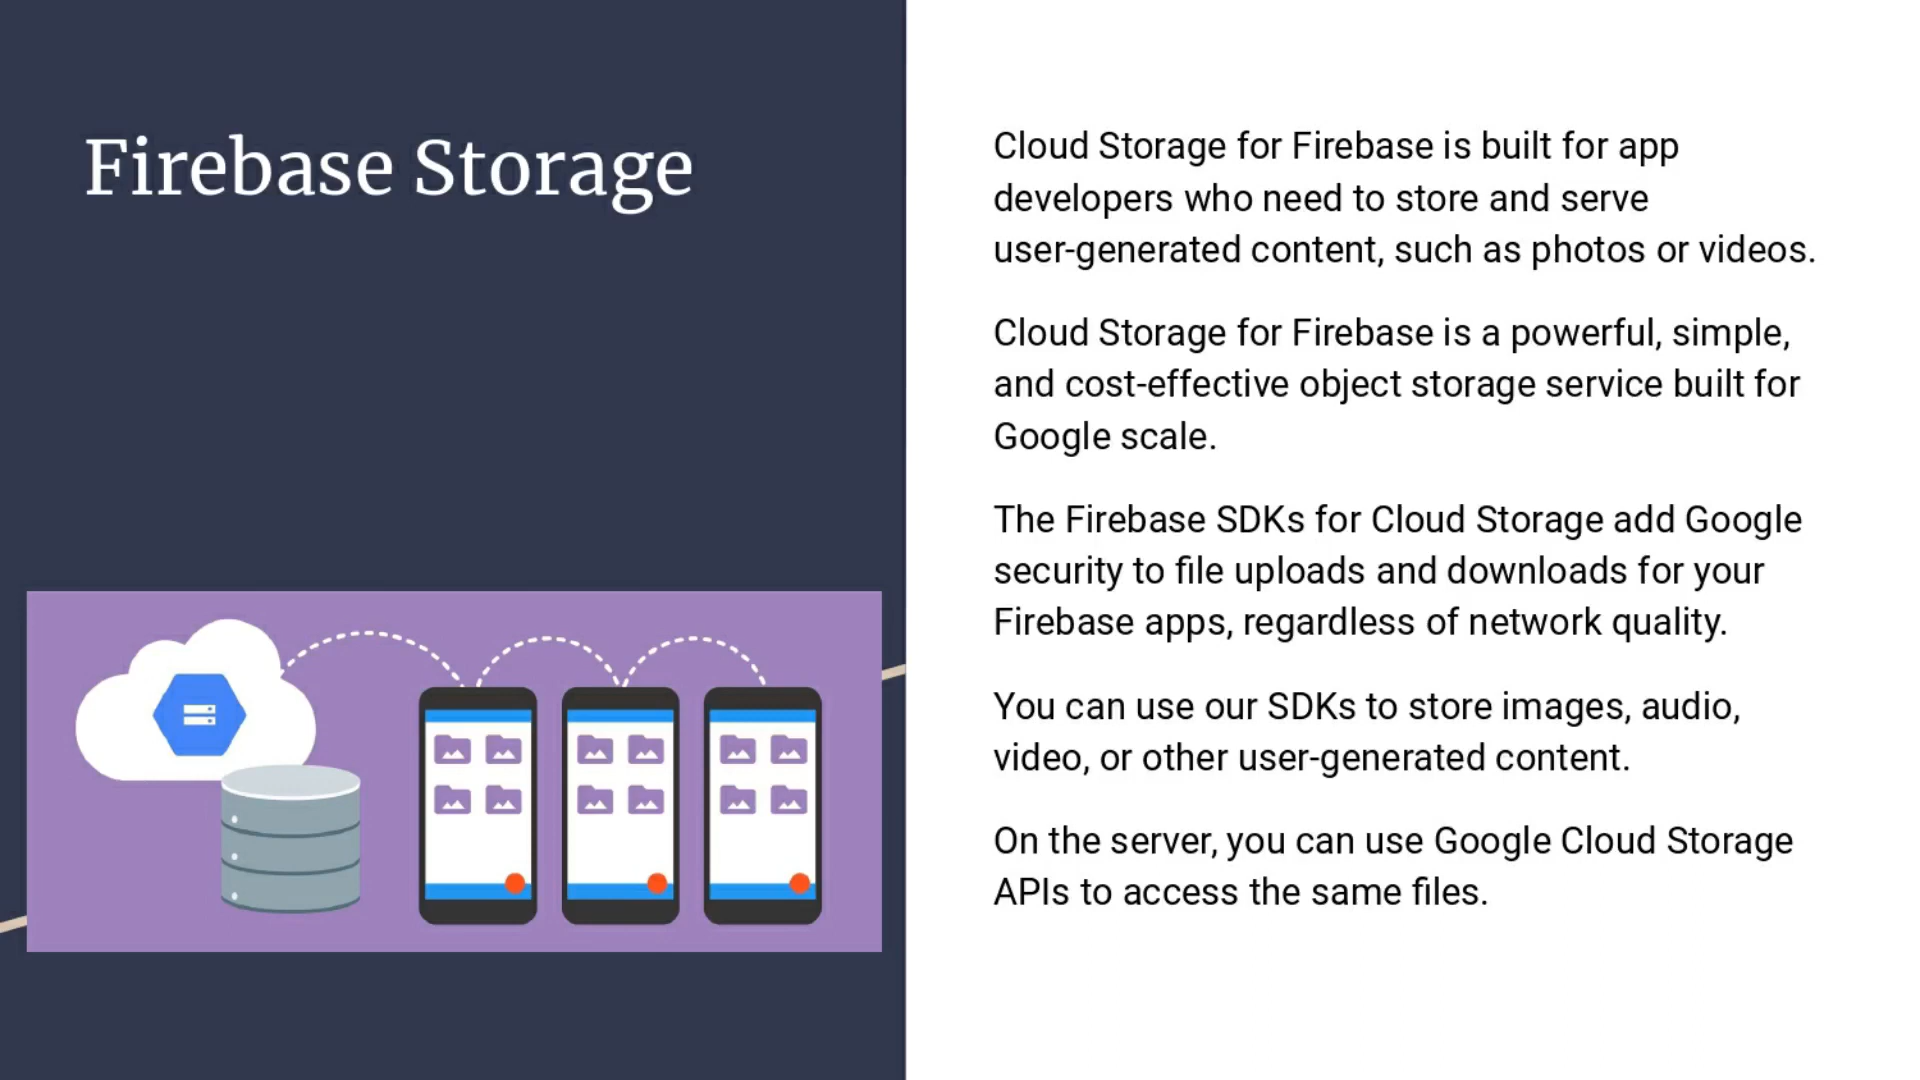 Firebase Storage
Cloud Storage for Firebase is built for app
developers who need to store and serve
user-generated content, such as photos or videos.
Cloud Storage for Firebase is a powerful, simple,
and cost-effective object storage service built for
Google scale.
The Firebase SDKs for Cloud Storage add Google
security to file uploads and downloads for your
Firebase apps, regardless of network quality.
You can use our SDKs to store images, audio,
video, or other user-generated content.
On the server, you can use Google Cloud Storage
APIs to access the same files.